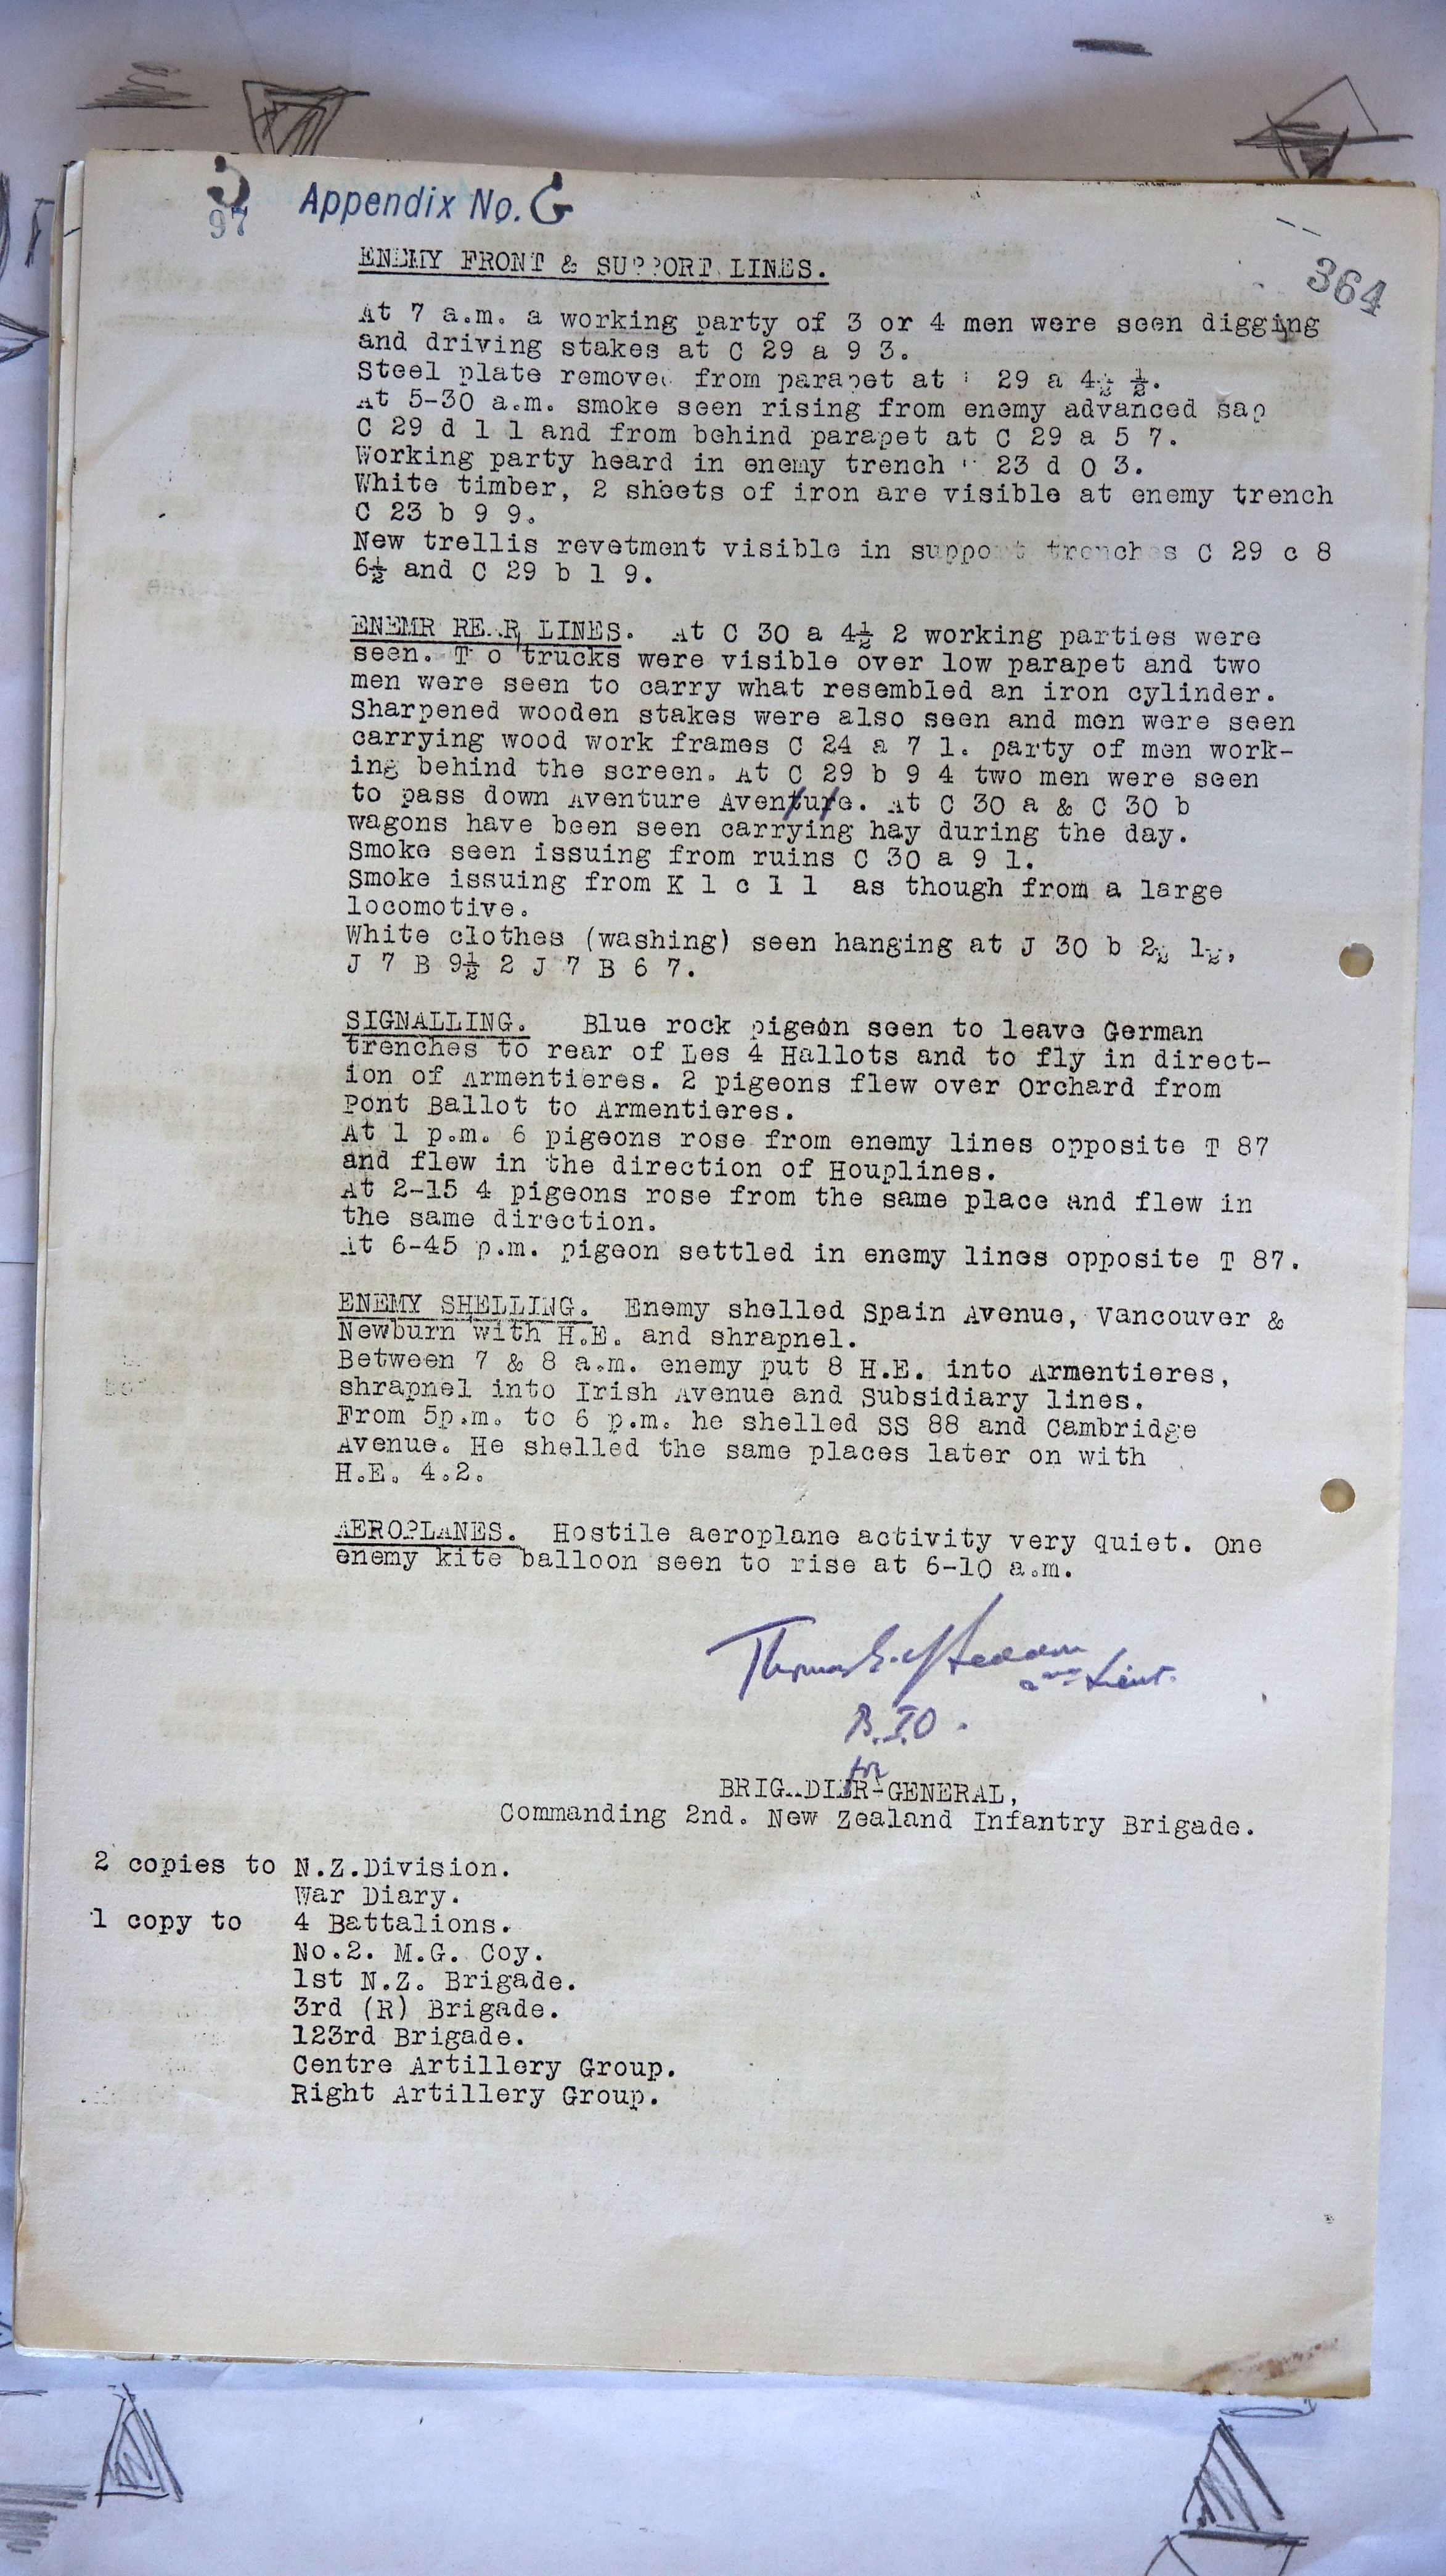 5
97 Appendix No. G
364
ENEMY FRONT & SUPPORT LINES.
At 7 a.m. a working party of 3 or 4 men were seen digging
and driving stakes at C 29 a 9 3.
Steel plate removed from parapet at 29 a 4½ ½.
At 5-30 a.m. smoke seen rising from enemy advanced sap
C 29 d 1 1 and from behind parapet at C 29 a 5 7.
Working party heard in enemy trench 23 d 0 3.
White timber, 2 sheets of iron are visible at enemy trench
C 23 b 9 9.
New trellis revetment visible in support trenches C 29 c 8
6½ and C 29 b 1 9.
ENEMR REAR LINES. At C 30 a 4½ 2 working parties were
seen. T o trucks were visible over low parapet and two
men were seen to carry what resembled an iron cylinder.
Sharpened wooden stakes were also seen and men were seen
carrying wood work frames C 24 a 7 1. party of men work-
ing behind the screen. At C 29 b 9 4 two men were seen
to pass down Aventure Aventure. At C 30 a & C 30 b
wagons have been seen carrying hay during the day.
Smoke seen issuing from ruins C 30 a 9 1.
Smoke issuing from K 1 c 1 1 as though from a large
locomotive.
White clothes (washing) seen hanging at J 30 b 2½ 1½,
J 7 B 9½ 2 J 7 B 6 7.
SIGNALLING. Blue rock pigeon seen to leave German
trenches to rear of Les 4 Hallots and to fly in direct-
ion of Armentieres. 2 pigeons flew over Orchard from
Pont Ballot to Armentieres.
At 1 p.m. 6 pigeons rose from enemy lines opposite T 87
and flew in the direction of Houplines.
At 2-15 4 pigeons rose from the same place and flew in
the same direction.
At 6-45 p.m. pigeon settled in enemy lines opposite T 87.
ENEMY SHELLING. Enemy shelled Spain Avenue, Vancouver &
Newburn with H.E. and shrapnel.
Between 7 & 8 a.m. enemy put 8 H.E. into Armentieres,
shrapnel into Irish Avenue and Subsidiary lines.
From 5p.m. to 6 p.m. he shelled SS 88 and Cambridge
Avenue. He shelled the same places later on with
H.E. 4.2.
AEROPLANES. Hostile aeroplane activity very quiet. One
enemy kite balloon seen to rise at 6-10 a.m.
Thomas E. y Seddon
2nd Lieut.
B.I.O.
for
BRIGADIER-GENERAL,
Commanding 2nd. New Zealand Infantry Brigade.
2 copies to N.Z.Division.
War Diary.
1 copy to 4 Battalions.
No.2. M.G. Coy.
1st N.Z. Brigade.
3rd (R) Brigade.
123rd Brigade.
Centre Artillery Group.
Right Artillery Group.